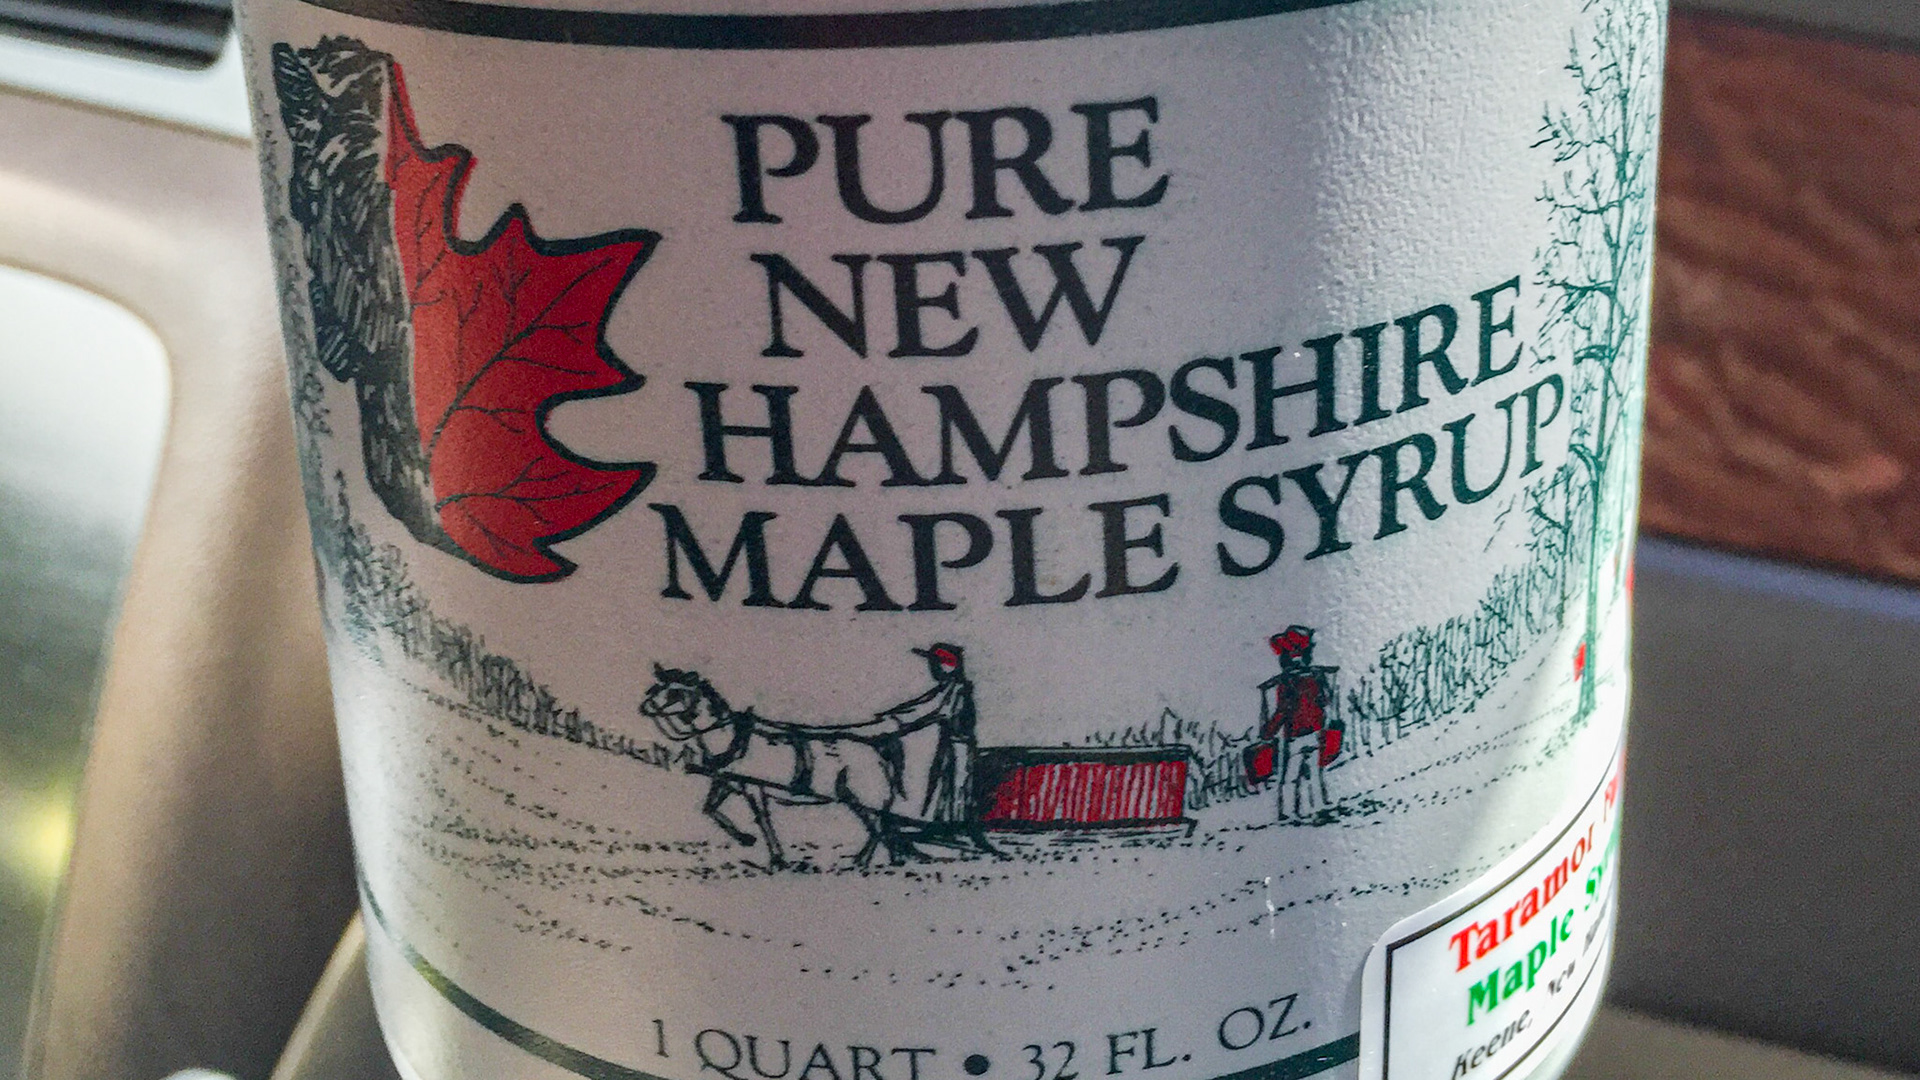 PURE
NEW
HAMPSHIRE
MAPLE SYRUP
1 QUART • 32 FL. OZ.
Taramor
Maple
Keene,